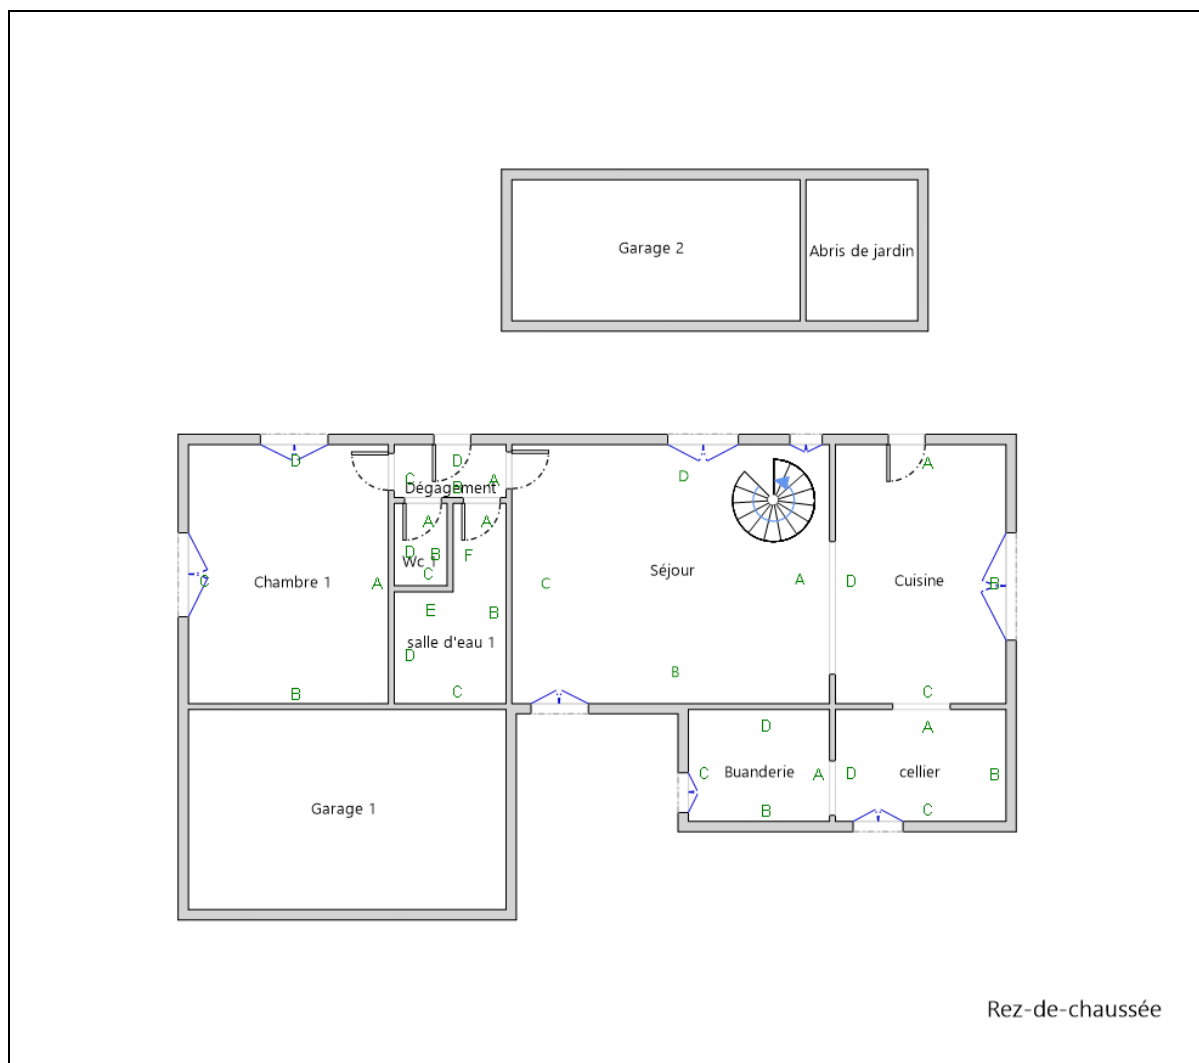 Garage 2
Abris de jardin
D
D
A
C
A
D
B
Dégagement
A
A
D
B
F
Wc 1
C
Chambre 1
C
A
C
Séjour
A
D
Cuisine
B
E
B
salle d'eau 1
D
B
B
C
C
D
A
C
Buanderie
A
D
cellier
B
B
C
Garage 1
Rez-de-chaussée